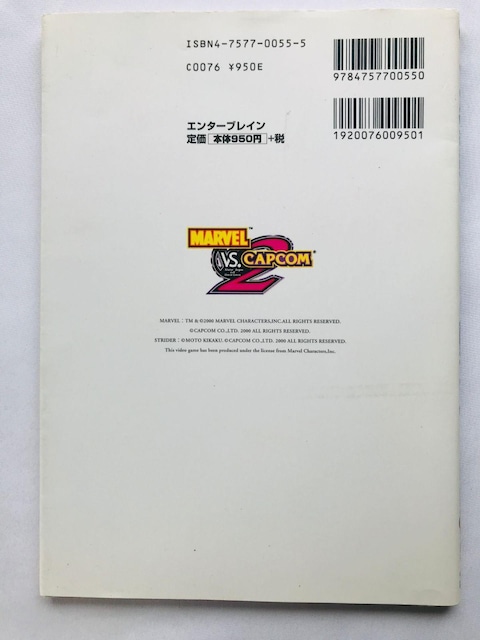 ISBN4-7577-0055-5
C0076 ¥950E
9784757700550
エンターブレイン
定価 本体950円 +税
1920076009501
MARVEL™
VS. CAPCOM®
2
MARVEL : TM & ©2000 MARVEL CHARACTERS,INC.ALL RIGHTS RESERVED.
©CAPCOM CO.,LTD. 2000 ALL RIGHTS RESERVED.
STRIDER : ©MOTO KIKAKU. ©CAPCOM CO.,LTD. 2000 ALL RIGHTS RESERVED.
This video game has been produced under the license from Marvel Characters,Inc.